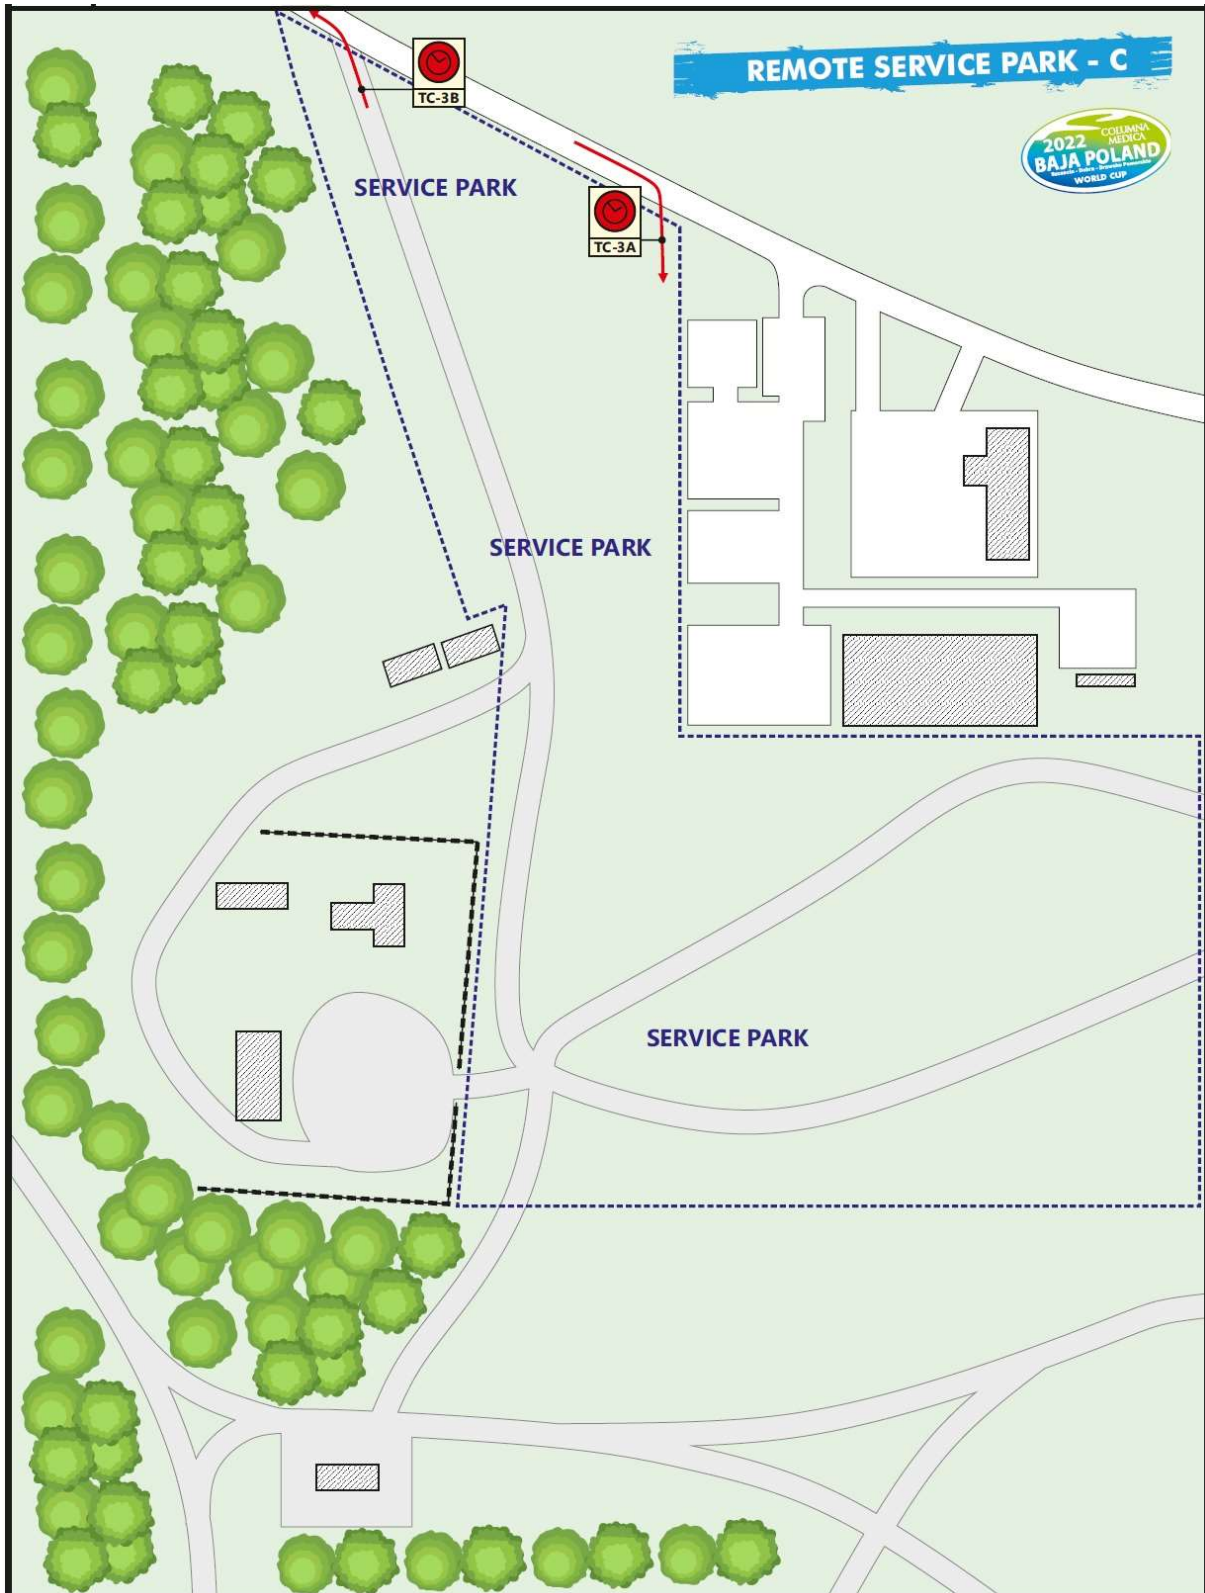 REMOTE SERVICE PARK - C
TC-3B
2022
COLUMNA
MEDICA
BAJA POLAND
WORLD CUP
SERVICE PARK
TC-3A
SERVICE PARK
SERVICE PARK